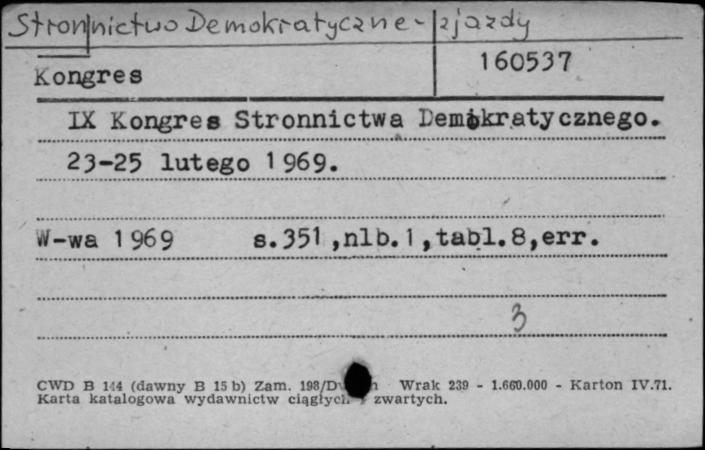 Stronnictwo Demokratyczne - zjazdy
Kongres 160537
IX Kongres Stronnictwa Demokratycznego.
23-25 lutego 1969.
W-wa 1969 s.351,nlb.1,tabl.8,err.
3
CWD B 144 (dawny B 15 b) Zam. 198/ Wrak 239 - 1.660.000 - Karton IV.71.
Karta katalogowa wydawnictw ciągłych i zwartych.